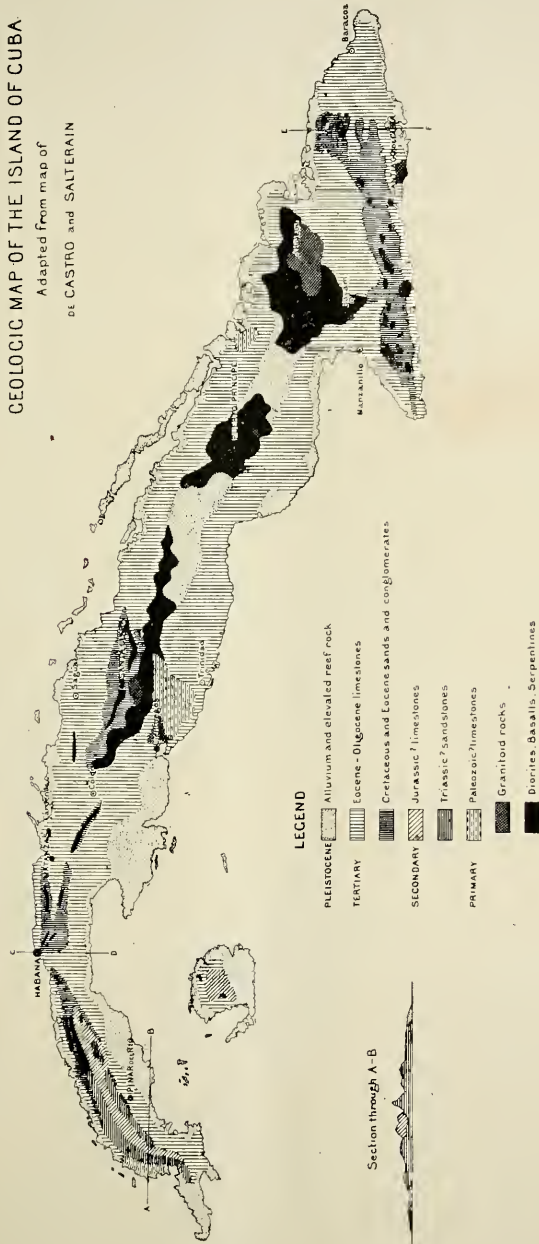 GEOLOGIC MAP OF THE ISLAND OF CUBA
Adapted from map of
DE CASTRO and SALTERAIN
HABANA
MATANZAS
Sagua
Trinidad
PINAR DEL RIO
PUERTO PRINCIPE
Manzanillo
Baracoa
A
B
C
D
E
F
LEGEND
PLEISTOCENE Alluvium and elevated reef rock
TERTIARY Eocene-Oligocene limestones
Cretaceous and Eocene sands and conglomerates
SECONDARY Jurassic? limestones
Triassic? sandstones
PRIMARY Paleozoic? limestones
Granitoid rocks
Diorites, Basalts, Serpentines
Section through A-B